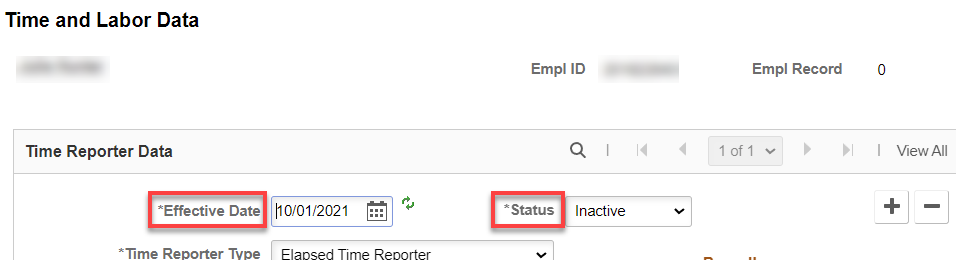 Time and Labor Data
Empl ID Empl Record 0
Time Reporter Data 1 of 1 View All
*Effective Date 10/01/2021 *Status Inactive
*Time Reporter Type Elapsed Time Reporter